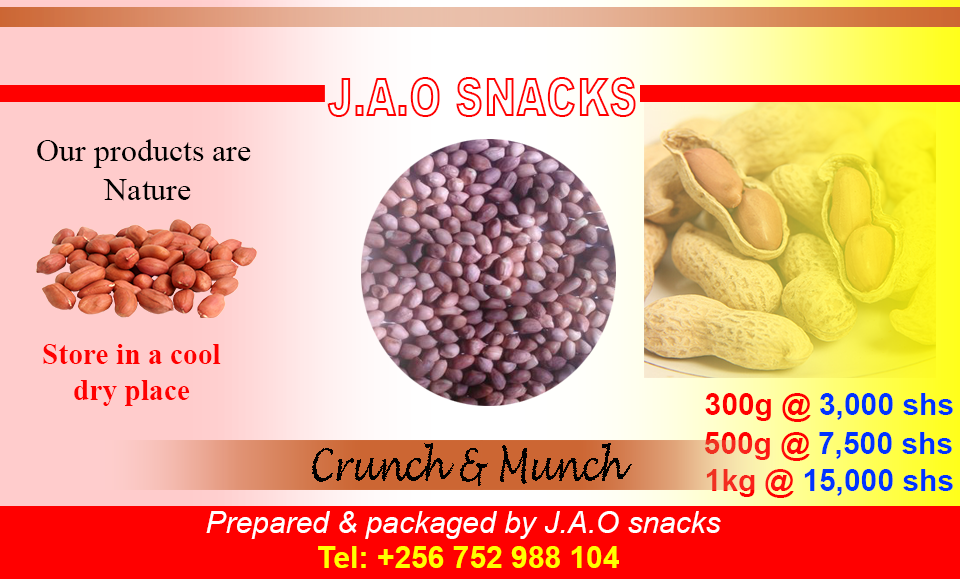 J.A.O SNACKS
Our products are
Nature
Store in a cool
dry place
300g @ 3,000 shs
500g @ 7,500 shs
1kg @ 15,000 shs
Crunch & Munch
Prepared & packaged by J.A.O snacks
Tel: +256 752 988 104